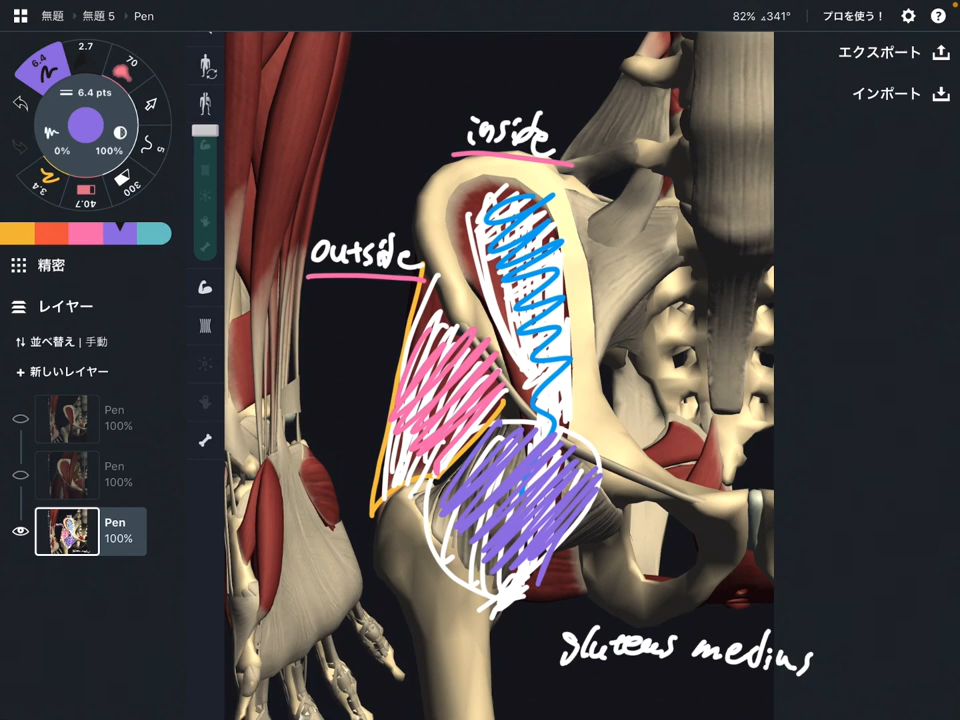 無題 > 無題 5 > Pen
82% ⊿341°
プロを使う!
エクスポート
インポート
2.7
6.4
70
6.4 pts
0% 100%
5
3.4
40.7
300
精密
レイヤー
並べ替え | 手動
+ 新しいレイヤー
Pen
100%
Pen
100%
Pen
100%
inside
outside
gluteus medius